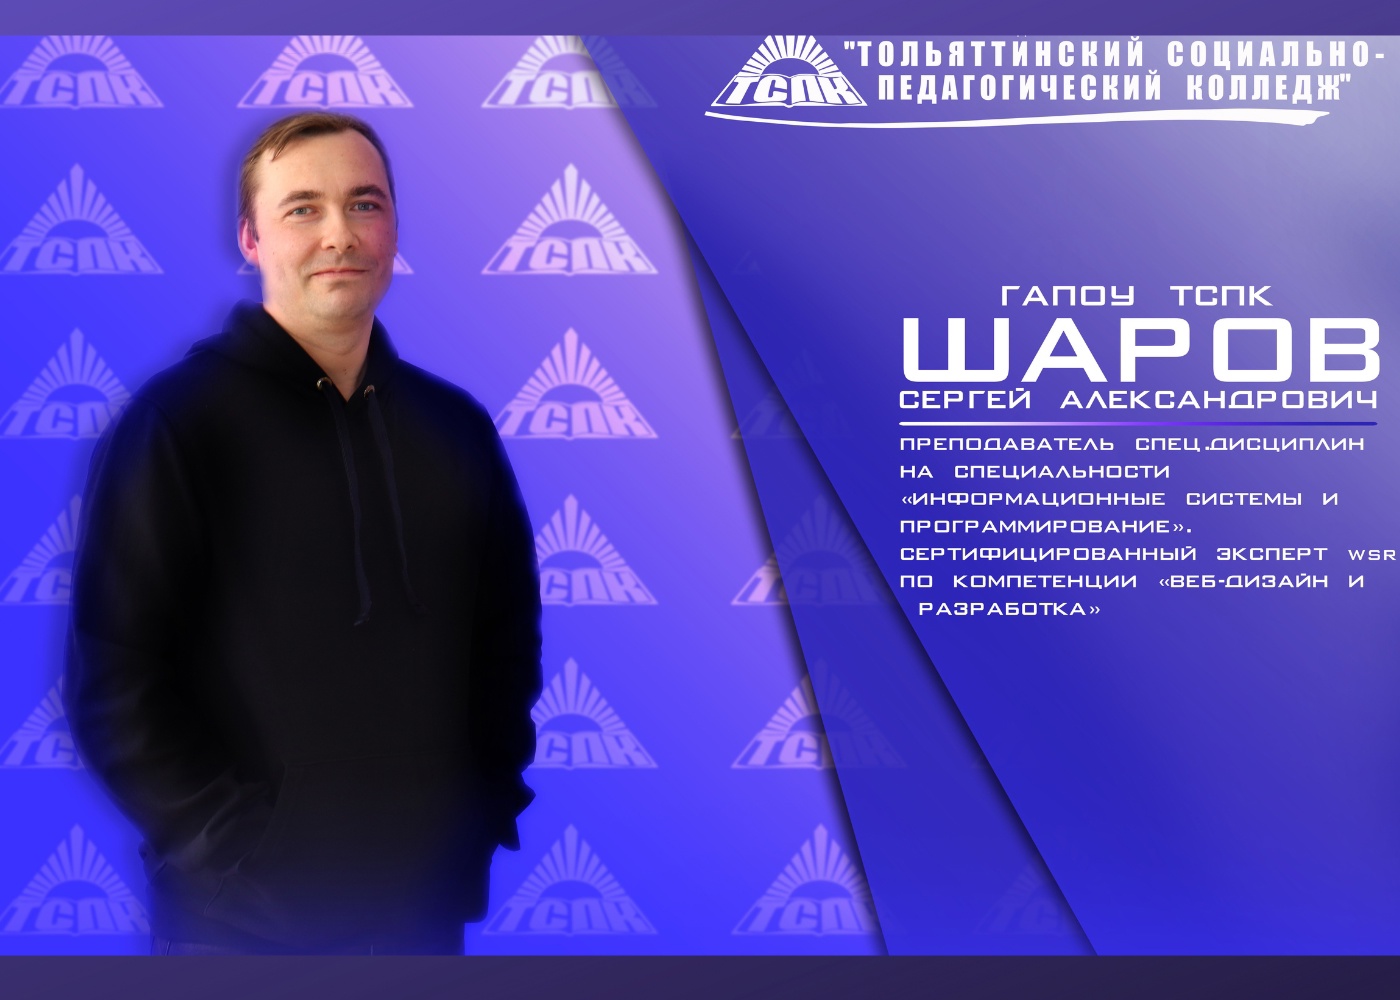 ТСПК
"ТОЛЬЯТТИНСКИЙ СОЦИАЛЬНО-
ПЕДАГОГИЧЕСКИЙ КОЛЛЕДЖ"
ГАПОУ ТСПК
ШАРОВ
СЕРГЕЙ АЛЕКСАНДРОВИЧ
ПРЕПОДАВАТЕЛЬ СПЕЦ.ДИСЦИПЛИН
НА СПЕЦИАЛЬНОСТИ
«ИНФОРМАЦИОННЫЕ СИСТЕМЫ И
ПРОГРАММИРОВАНИЕ».
СЕРТИФИЦИРОВАННЫЙ ЭКСПЕРТ WSR
ПО КОМПЕТЕНЦИИ «ВЕБ-ДИЗАЙН И
РАЗРАБОТКА»